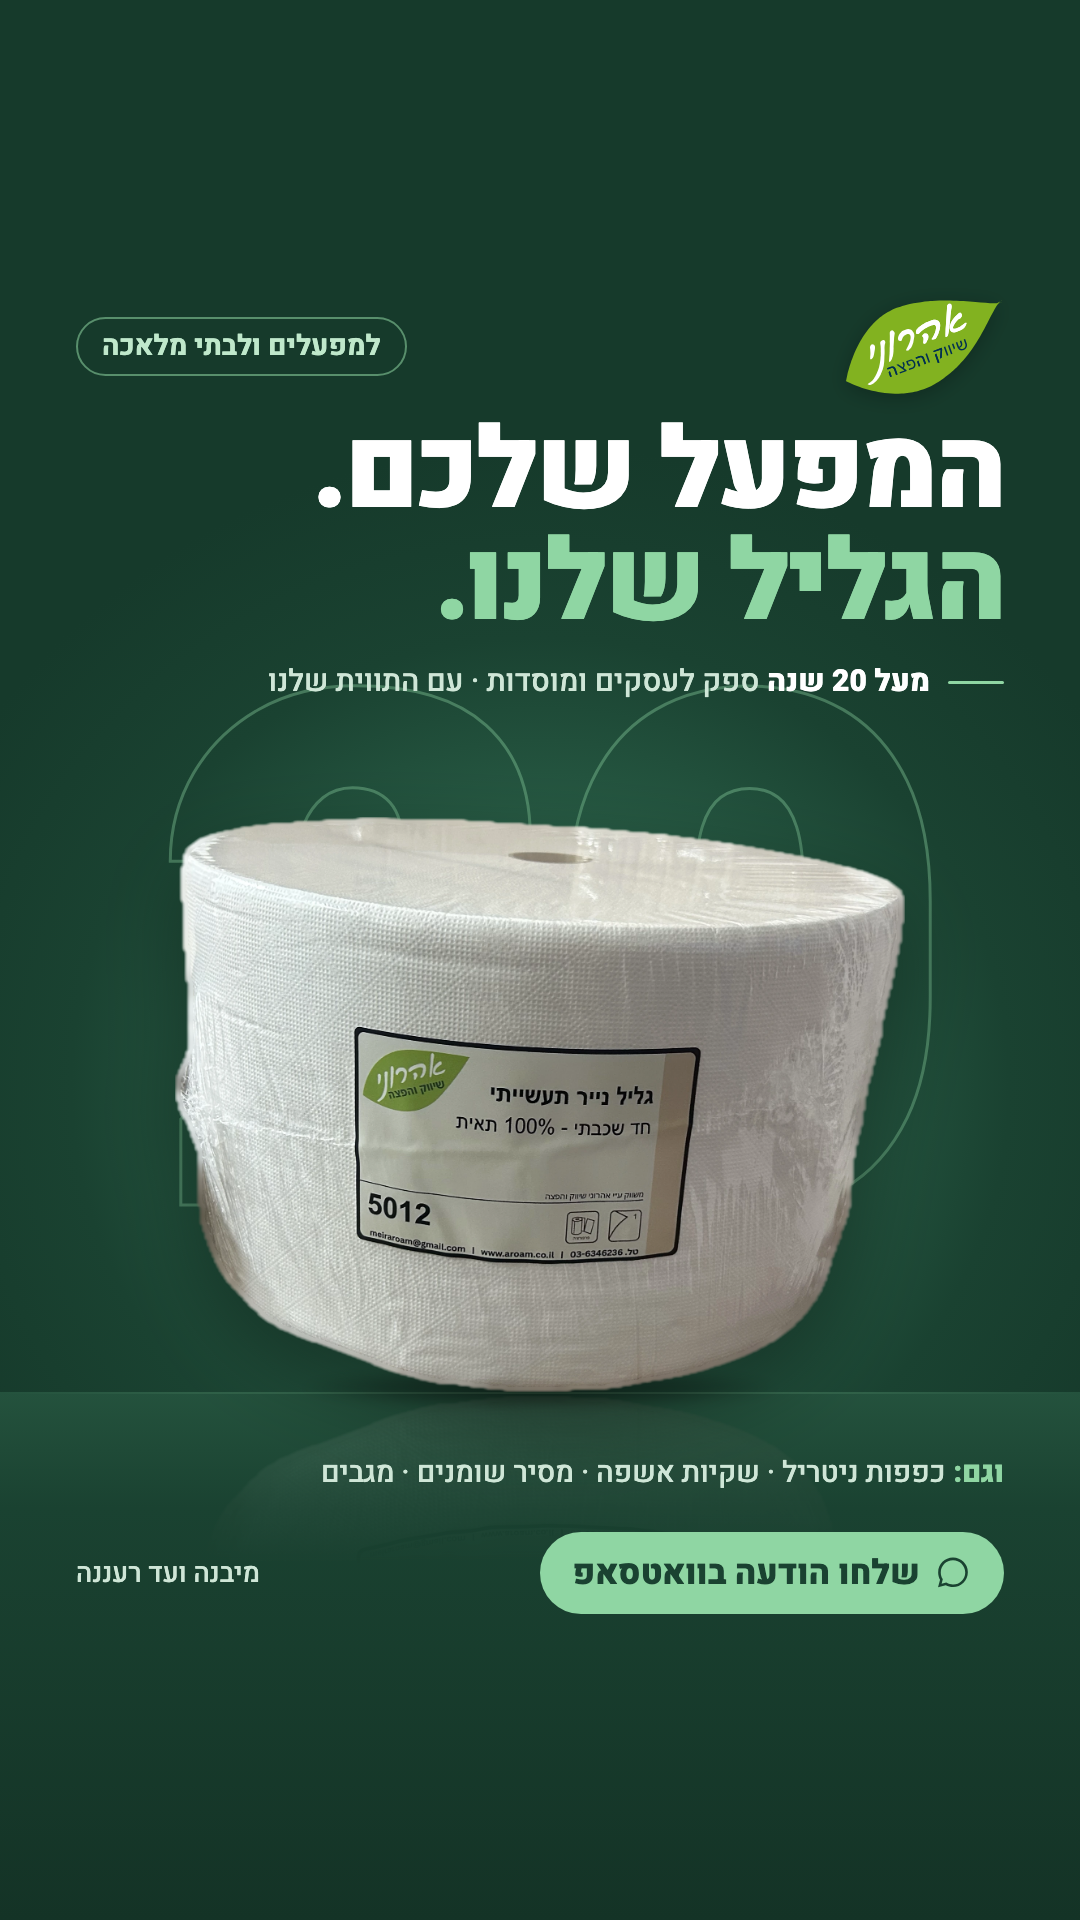 אהרוני
שיווק והפצה
למפעלים ולבתי מלאכה
המפעל שלכם.
הגליל שלנו.
מעל 20 שנה ספק לעסקים ומוסדות · עם התווית שלנו
20
אהרוני
שיווק והפצה
גליל נייר תעשייתי
חד שכבתי - 100% תאית
משווק ע״י אהרוני שיווק והפצה
5012
1
meiraroam@gmail.com | www.aroam.co.il | 03-6346236 .טל
וגם: כפפות ניטריל · שקיות אשפה · מסיר שומנים · מגבים
שלחו הודעה בוואטסאפ
מיבנה ועד רעננה